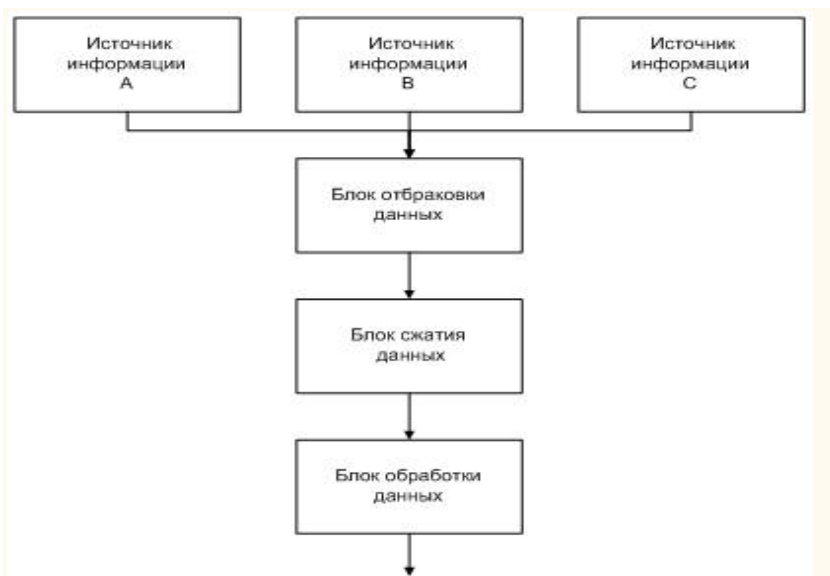 Источник
информации
A
Источник
информации
B
Источник
информации
C
Блок отбраковки
данных
Блок сжатия
данных
Блок обработки
данных